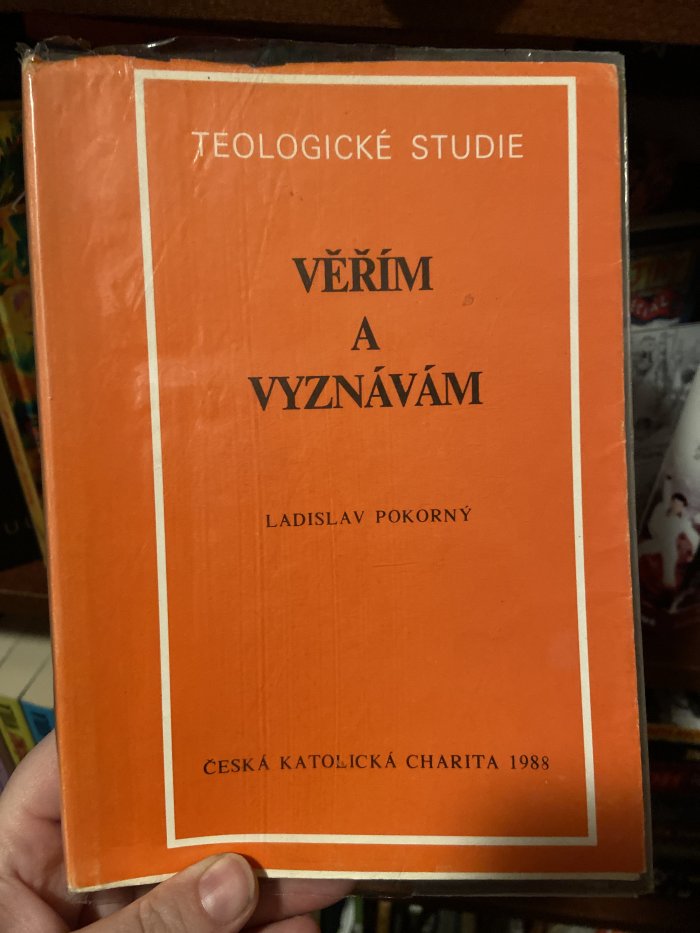 TEOLOGICKÉ STUDIE
VĚŘÍM
A
VYZNÁVÁM
LADISLAV POKORNÝ
ČESKÁ KATOLICKÁ CHARITA 1988